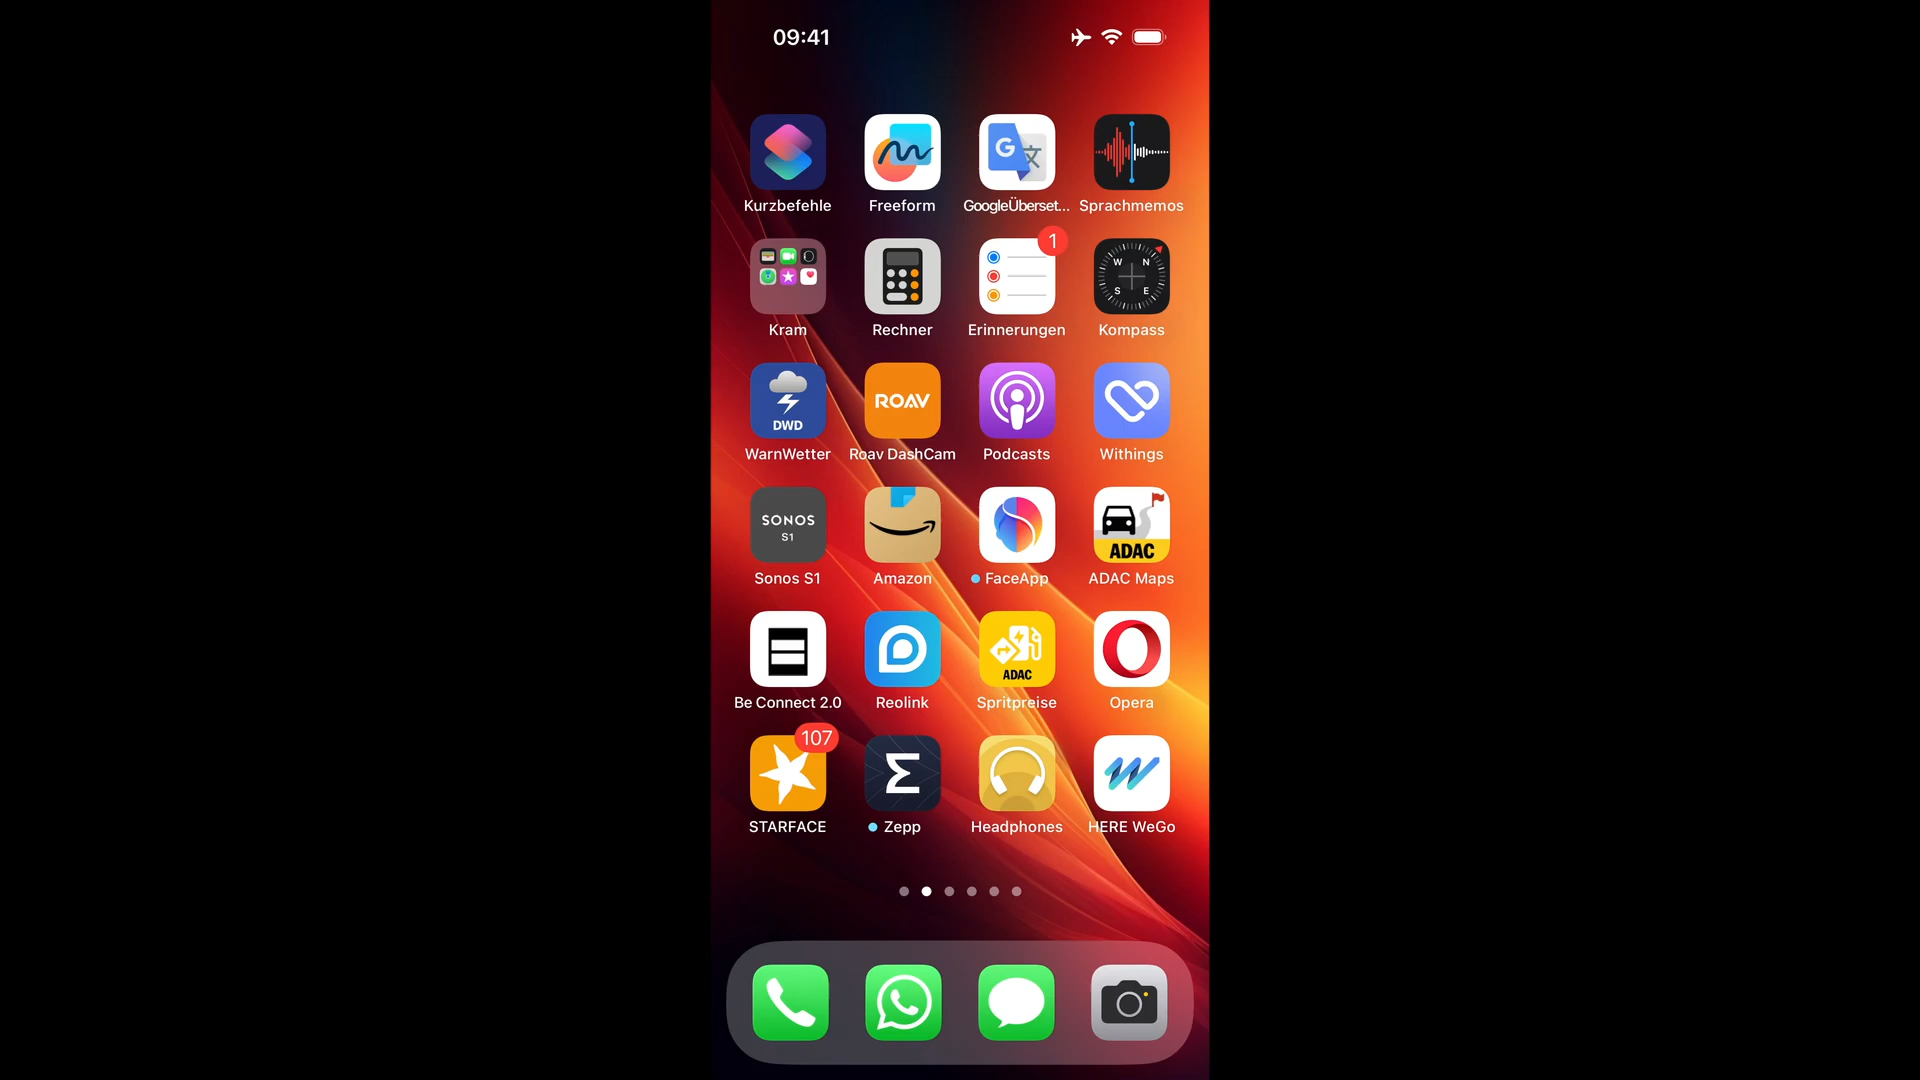 09:41
Kurzbefehle
Freeform
G
文
GoogleÜberset...
Sprachmemos
Kram
Rechner
1
Erinnerungen
W N
S E
Kompass
DWD
WarnWetter
ROAV
Roav DashCam
Podcasts
Withings
SONOS
S1
Sonos S1
Amazon
FaceApp
ADAC
ADAC Maps
Be Connect 2.0
Reolink
ADAC
Spritpreise
Opera
107
STARFACE
Zepp
Headphones
HERE WeGo